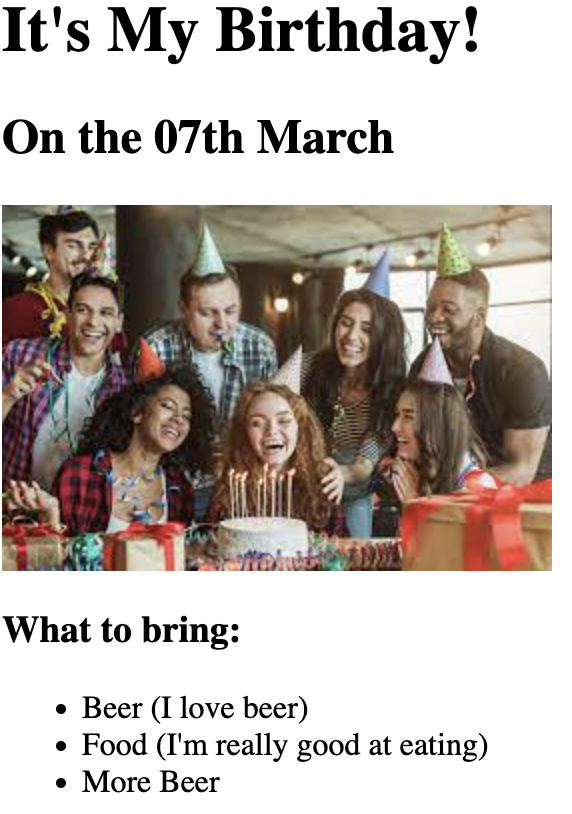 It's My Birthday!
On the 07th March
What to bring:
Beer (I love beer)
Food (I'm really good at eating)
More Beer